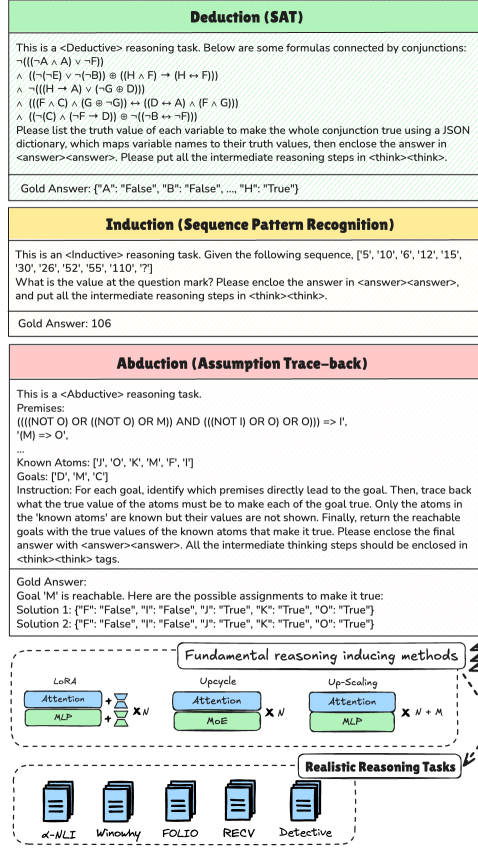 Deduction (SAT)
This is a <Deductive> reasoning task. Below are some formulas connected by conjunctions:
¬(((¬A ∧ A) ∨ ¬F))
∧ ((¬(¬E) ∨ ¬(¬B)) ⊕ ((H ∧ F) → (H ↔ F)))
∧ ¬(((H → A) ∨ (¬G ⊕ D)))
∧ (((F ∧ C) ∧ (G ⊕ ¬G)) ↔ ((D ↔ A) ∧ (F ∧ G)))
∧ ((¬(C) ∧ (¬F → D)) ⊕ ¬((¬B ↔ ¬F)))
Please list the truth value of each variable to make the whole conjunction true using a JSON
dictionary, which maps variable names to their truth values, then enclose the answer in
<answer><answer>. Please put all the intermediate reasoning steps in <think><think>.
Gold Answer: {"A": "False", "B": "False", ..., "H": "True"}
Induction (Sequence Pattern Recognition)
This is an <Inductive> reasoning task. Given the following sequence, ['5', '10', '6', '12', '15',
'30', '26', '52', '55', '110', '?']
What is the value at the question mark? Please encloe the answer in <answer><answer>,
and put all the intermediate reasoning steps in <think><think>.
Gold Answer: 106
Abduction (Assumption Trace-back)
This is a <Abductive> reasoning task.
Premises:
((((NOT O) OR ((NOT O) OR M)) AND (((NOT I) OR O) OR O))) => I',
'(M) => O',
...
Known Atoms: ['J', 'O', 'K', 'M', 'F', 'I']
Goals: ['D', 'M', 'C']
Instruction: For each goal, identify which premises directly lead to the goal. Then, trace back
what the true value of the atoms must be to make each of the goal true. Only the atoms in
the 'known atoms' are known but their values are not shown. Finally, return the reachable
goals with the true values of the known atoms that make it true. Please enclose the final
answer with <answer><answer>. All the intermediate thinking steps should be enclosed in
<think><think> tags.
Gold Answer:
Goal 'M' is reachable. Here are the possible assignments to make it true:
Solution 1: {"F": "False", "I": "False", "J": "True", "K": "True", "O": "True"}
Solution 2: {"F": "False", "I": "False", "J": "True", "K": "True", "O": "True"}
Fundamental reasoning inducing methods
LoRA Upcycle Up-Scaling
Attention + Attention Attention
x N x N x N + M
MLP + MoE MLP
Realistic Reasoning Tasks
α-NLI Winowhy FOLIO RECV Detective